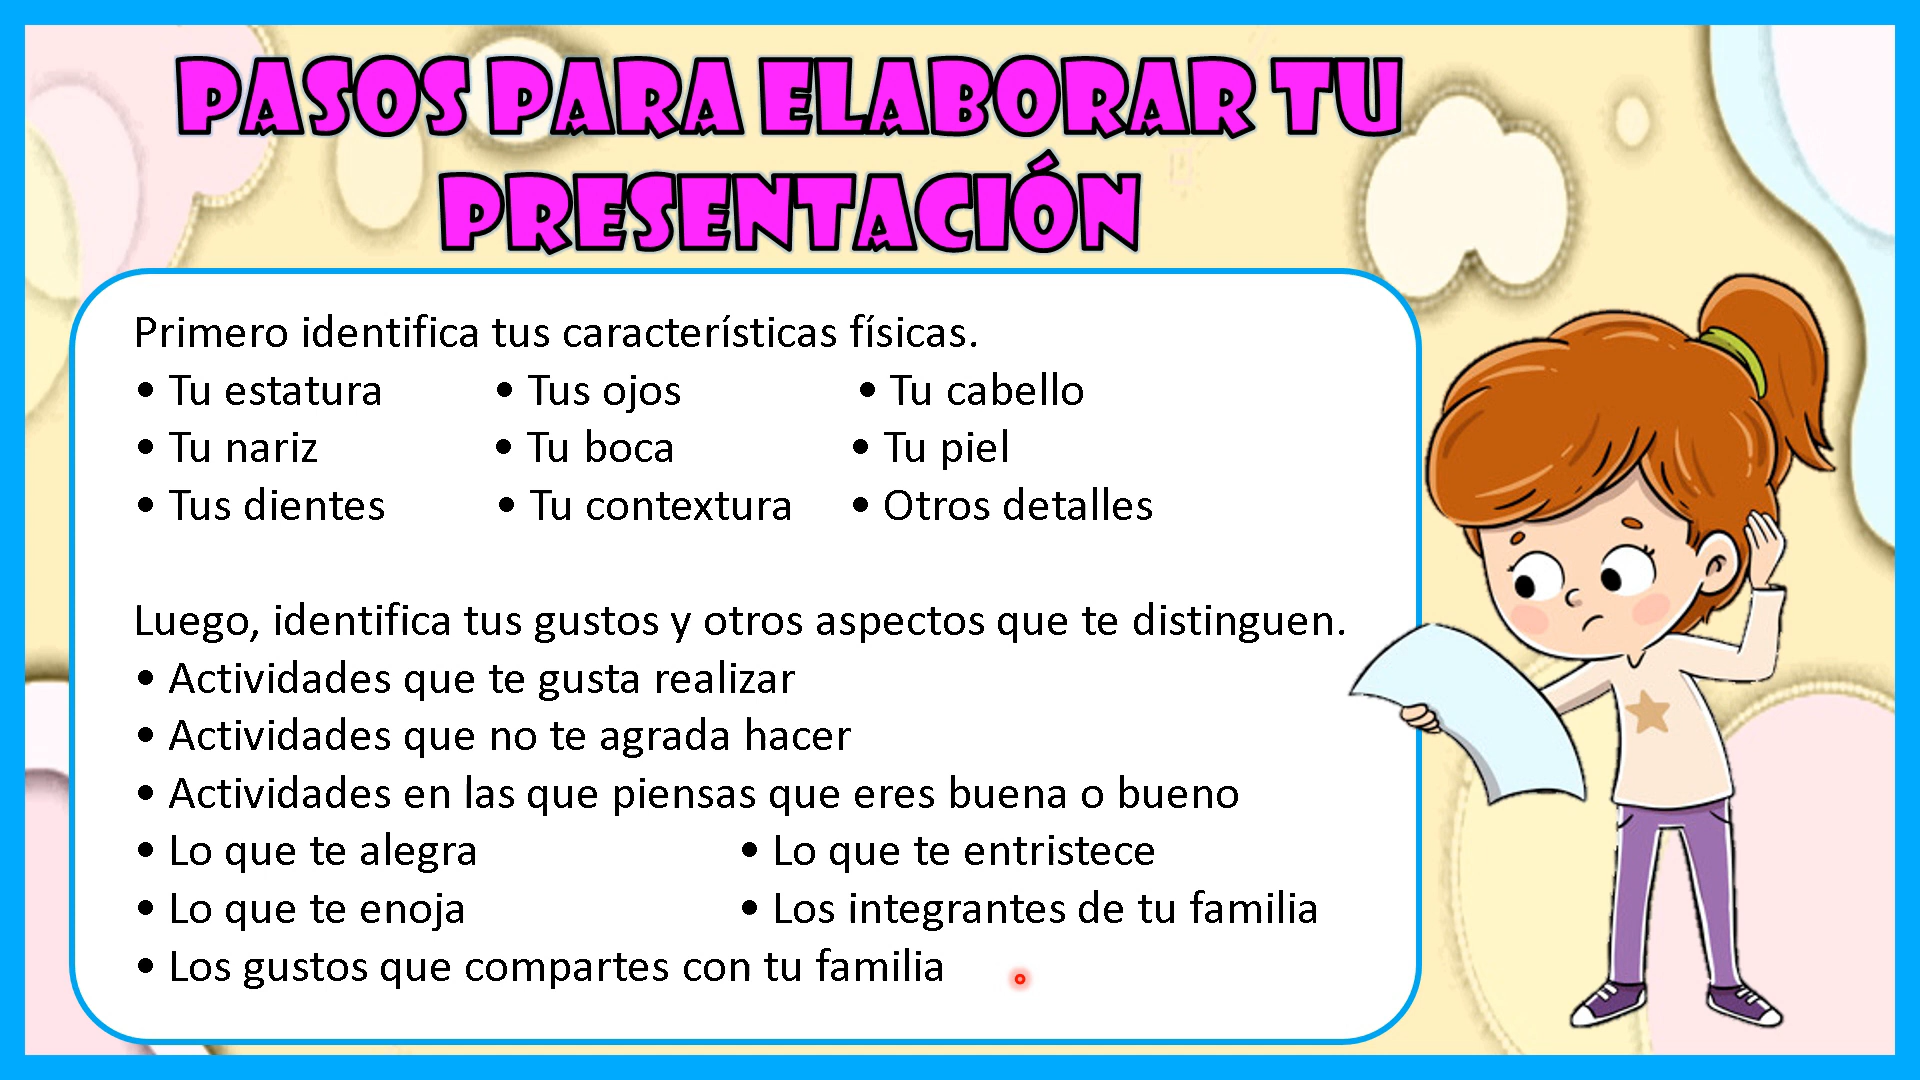 PASOS PARA ELABORAR TU
PRESENTACIÓN
Primero identifica tus características físicas.
• Tu estatura • Tus ojos • Tu cabello
• Tu nariz • Tu boca • Tu piel
• Tus dientes • Tu contextura • Otros detalles
Luego, identifica tus gustos y otros aspectos que te distinguen.
• Actividades que te gusta realizar
• Actividades que no te agrada hacer
• Actividades en las que piensas que eres buena o bueno
• Lo que te alegra • Lo que te entristece
• Lo que te enoja • Los integrantes de tu familia
• Los gustos que compartes con tu familia